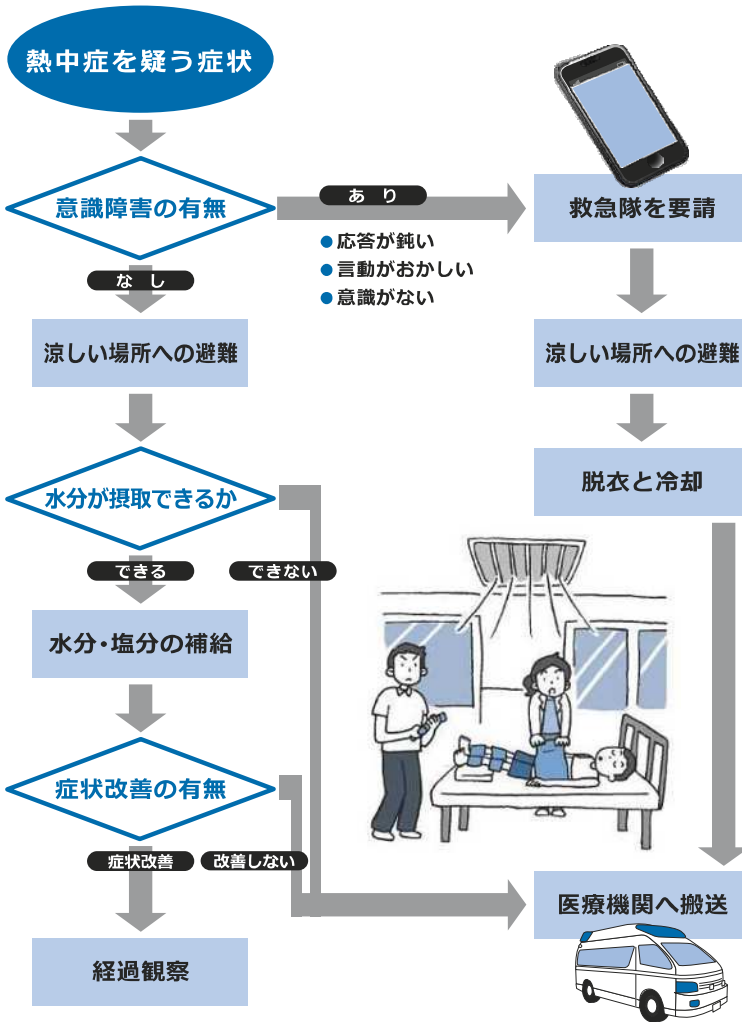 熱中症を疑う症状
意識障害の有無
あり
救急隊を要請
●応答が鈍い
●言動がおかしい
●意識がない
なし
涼しい場所への避難
涼しい場所への避難
水分が摂取できるか
脱衣と冷却
できる
できない
水分・塩分の補給
症状改善の有無
症状改善
改善しない
医療機関へ搬送
経過観察